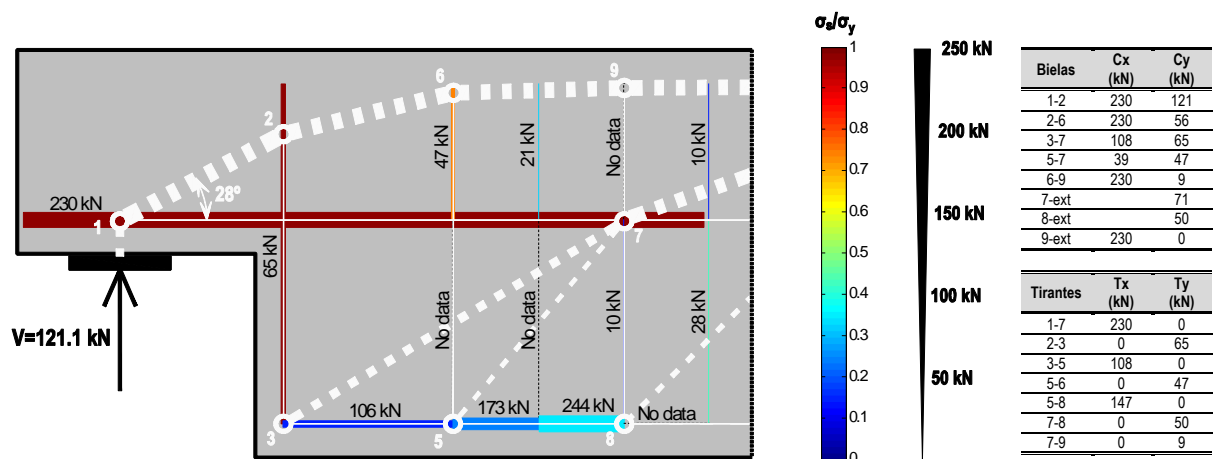 230 kN
1
28º
2
65 kN
3
106 kN
6
47 kN
No data
5
173 kN
21 kN
No data
244 kN
9
No data
7
10 kN
8
No data
10 kN
28 kN
V=121.1 kN
σs/σy
1
0.9
0.8
0.7
0.6
0.5
0.4
0.3
0.2
0.1
0
250 kN
200 kN
150 kN
100 kN
50 kN
Bielas Cx (kN) Cy (kN)
1-2 230 121
2-6 230 56
3-7 108 65
5-7 39 47
6-9 230 9
7-ext 71
8-ext 50
9-ext 230 0
Tirantes Tx (kN) Ty (kN)
1-7 230 0
2-3 0 65
3-5 108 0
5-6 0 47
5-8 147 0
7-8 0 50
7-9 0 9